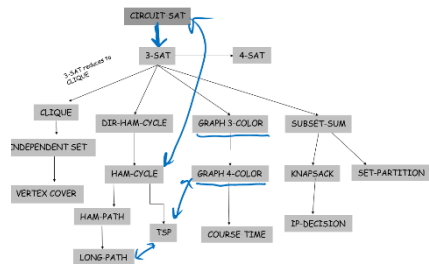 CIRCUIT SAT
3-SAT
4-SAT
3-SAT reduces to
CLIQUE
CLIQUE
DIR-HAM-CYCLE
GRAPH 3-COLOR
SUBSET-SUM
INDEPENDENT SET
HAM-CYCLE
GRAPH 4-COLOR
KNAPSACK
SET-PARTITION
VERTEX COVER
HAM-PATH
TSP
COURSE TIME
IP-DECISION
LONG-PATH